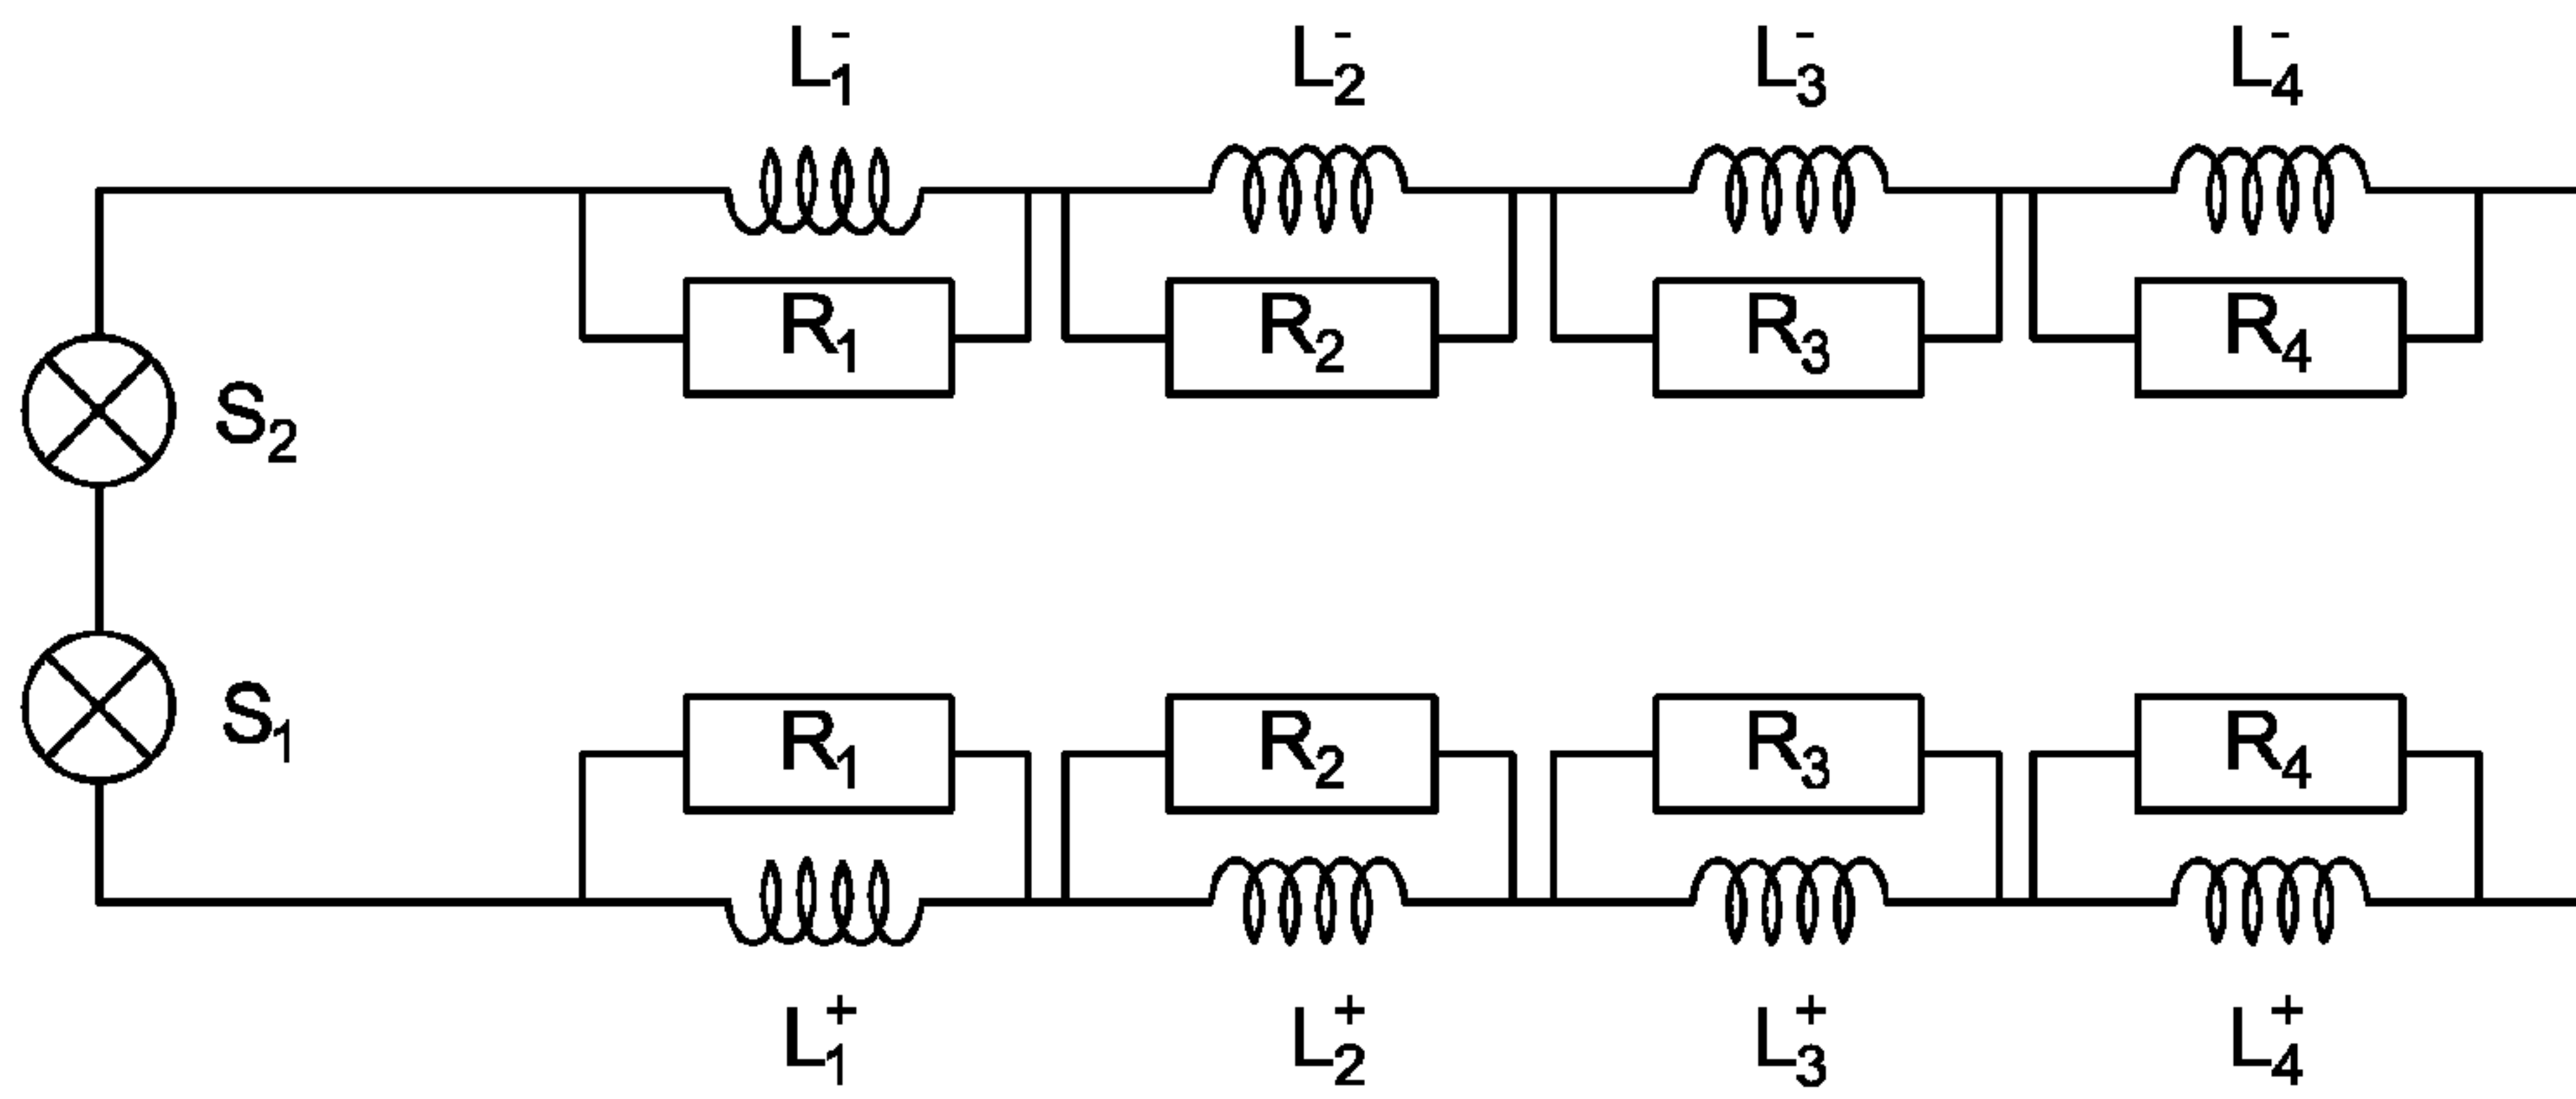 L₁⁻ L₂⁻ L₃⁻ L₄⁻
R₁ R₂ R₃ R₄
S₂
S₁
R₁ R₂ R₃ R₄
L₁⁺ L₂⁺ L₃⁺ L₄⁺